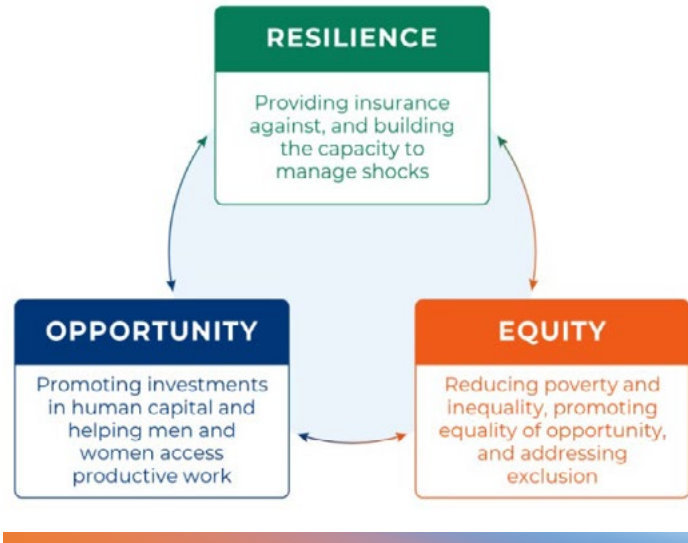 RESILIENCE
Providing insurance
against, and building
the capacity to
manage shocks
OPPORTUNITY
Promoting investments
in human capital and
helping men and
women access
productive work
EQUITY
Reducing poverty and
inequality, promoting
equality of opportunity,
and addressing
exclusion